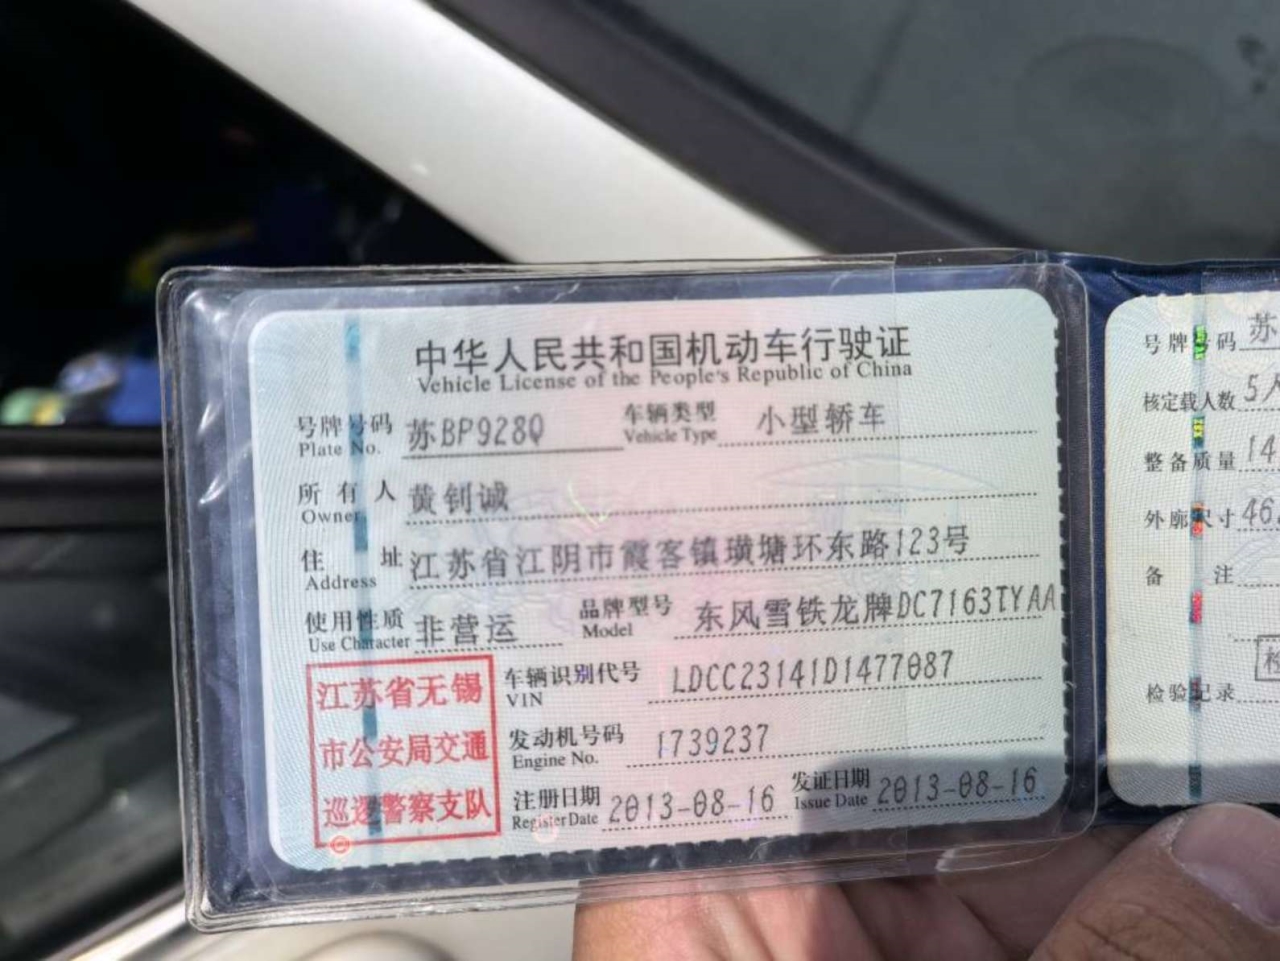 中华人民共和国机动车行驶证
Vehicle License of the People's Republic of China
号牌号码 苏BP928Q 车辆类型 小型轿车
Plate No. Vehicle Type
所有人 黄钊诚
Owner
住址 江苏省江阴市霞客镇璜塘环东路123号
Address
使用性质 非营运 品牌型号 东风雪铁龙牌DC7163TYAA
Use Character Model
江苏省无锡
市公安局交通
巡逻警察支队
车辆识别代号 LDCC23141D1477087
VIN
发动机号码 1739237
Engine No.
注册日期 2013-08-16 发证日期 2013-08-16
Register Date Issue Date
号牌号码 苏
核定载人数 5人
整备质量 14
外廓尺寸 46
备注
检验记录